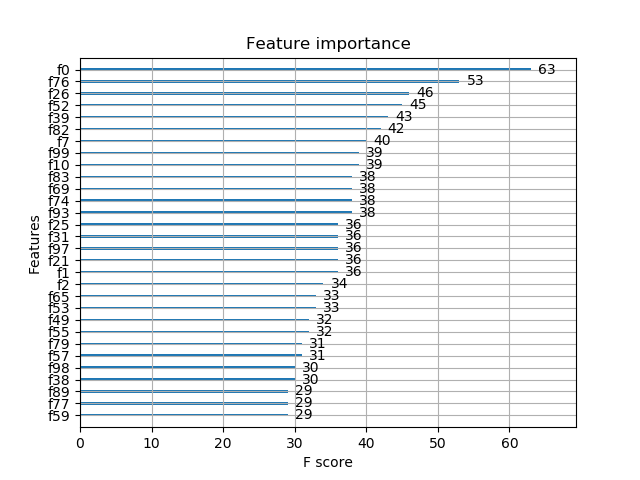 Feature importance
f0 63
f76 53
f26 46
f52 45
f39 43
f82 42
f7 40
f99 39
f10 39
f83 38
f69 38
f74 38
f93 38
f25 36
f31 36
f97 36
f21 36
f1 36
f2 34
f65 33
f53 33
f49 32
f55 32
f79 31
f57 31
f98 30
f38 30
f89 29
f77 29
f59 29
Features
0 10 20 30 40 50 60
F score